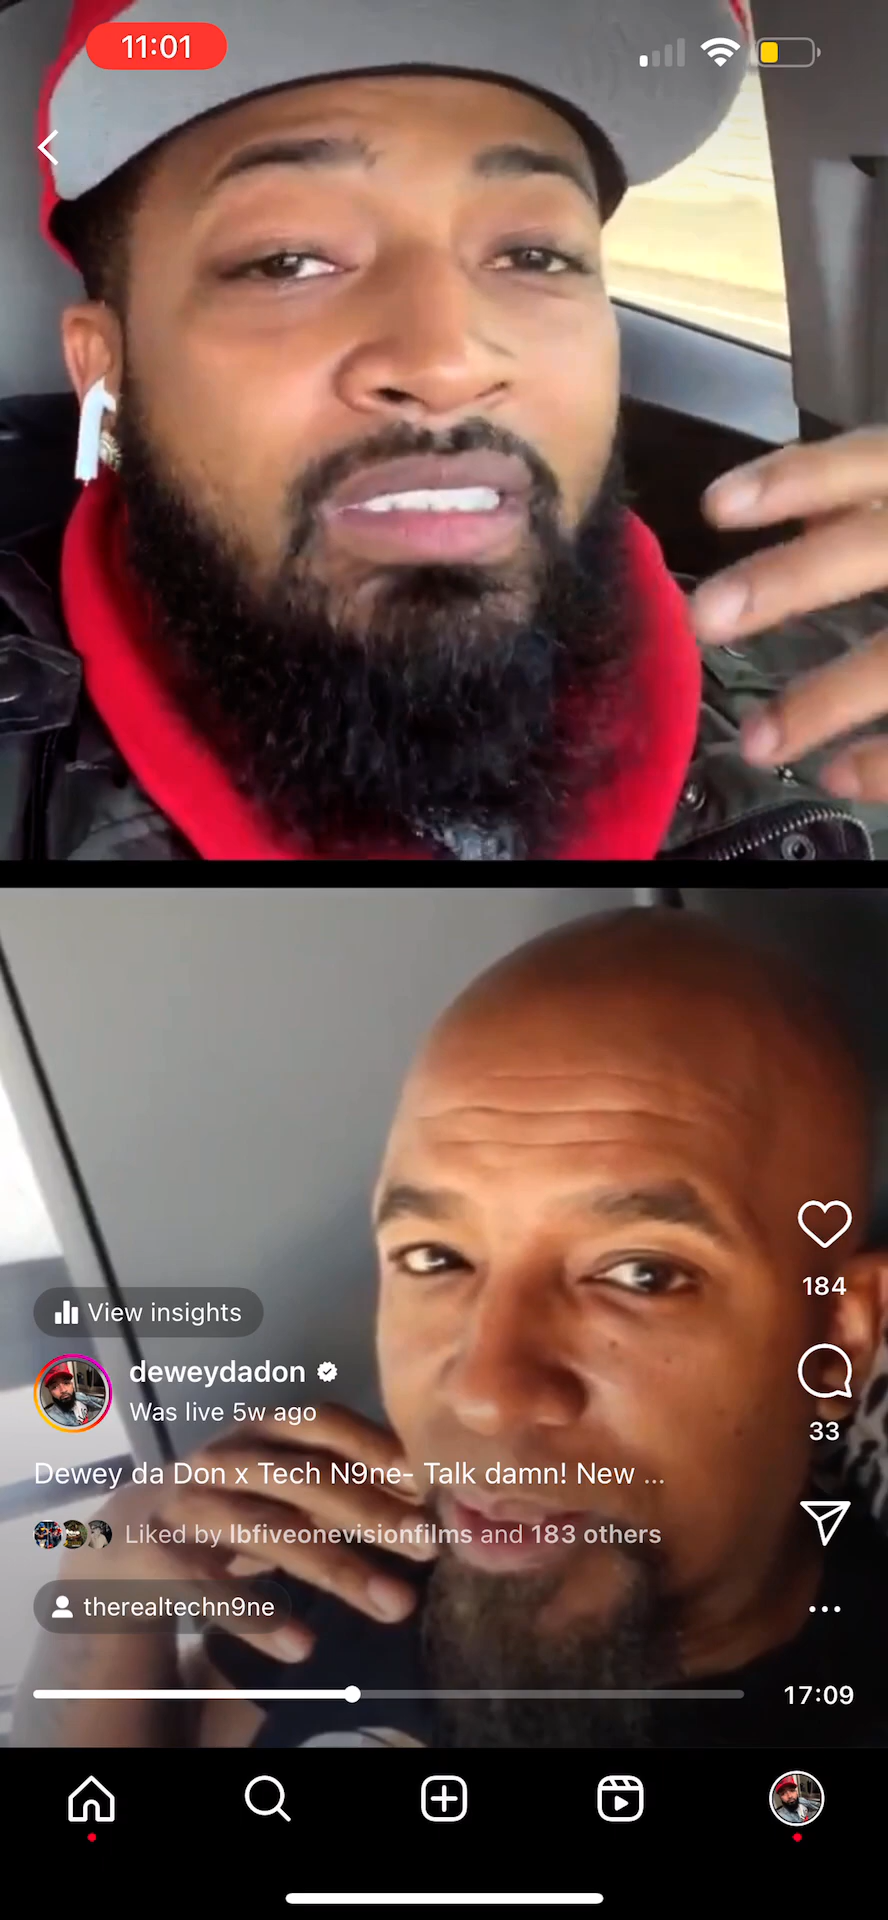 11:01
View insights
deweydadon
Was live 5w ago
Dewey da Don x Tech N9ne- Talk damn! New ...
Liked by lbfiveonevisionfilms and 183 others
therealtechn9ne
184
33
17:09